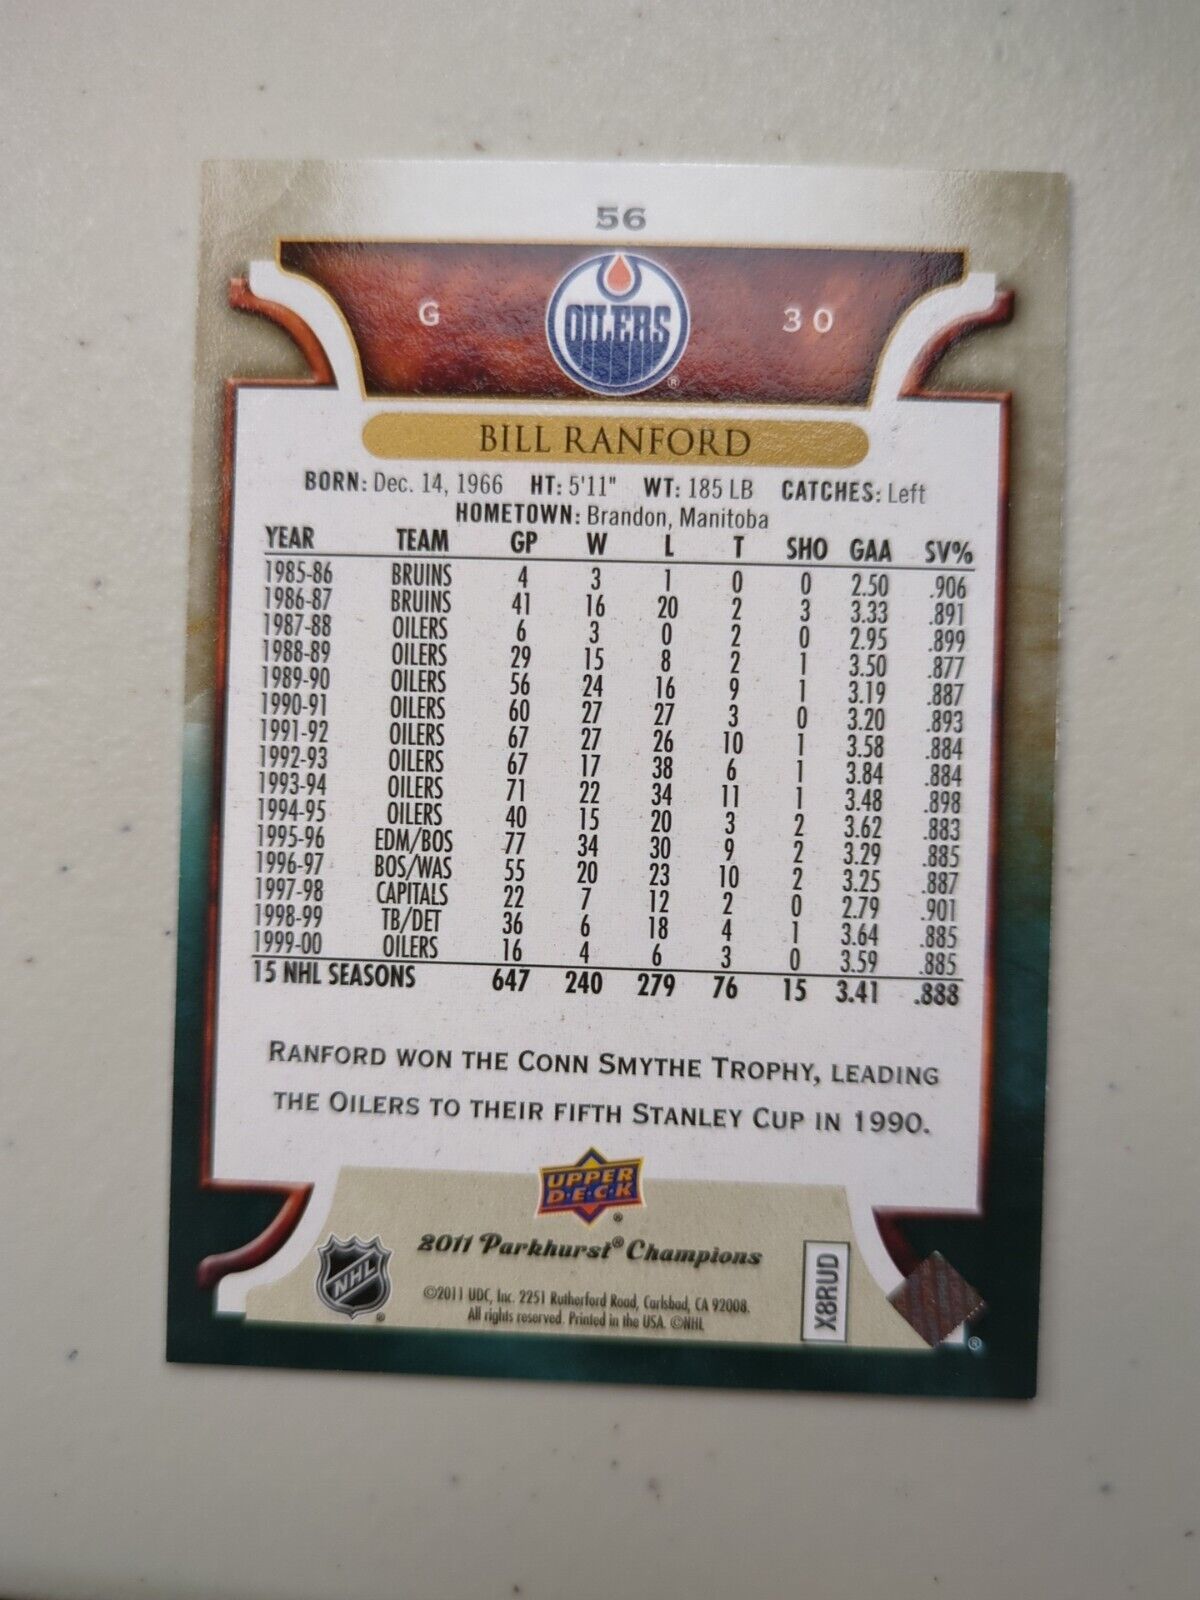 56
G OILERS ® 30
BILL RANFORD
BORN: Dec. 14, 1966 HT: 5'11" WT: 185 LB CATCHES: Left
HOMETOWN: Brandon, Manitoba
YEAR TEAM GP W L T SHO GAA SV%
1985-86 BRUINS 4 3 1 0 0 2.50 .906
1986-87 BRUINS 41 16 20 2 3 3.33 .891
1987-88 OILERS 6 3 0 2 0 2.95 .899
1988-89 OILERS 29 15 8 2 1 3.50 .877
1989-90 OILERS 56 24 16 9 1 3.19 .887
1990-91 OILERS 60 27 27 3 0 3.20 .893
1991-92 OILERS 67 27 26 10 1 3.58 .884
1992-93 OILERS 67 17 38 6 1 3.84 .884
1993-94 OILERS 71 22 34 11 1 3.48 .898
1994-95 OILERS 40 15 20 3 2 3.62 .883
1995-96 EDM/BOS 77 34 30 9 2 3.29 .885
1996-97 BOS/WAS 55 20 23 10 2 3.25 .887
1997-98 CAPITALS 22 7 12 2 0 2.79 .901
1998-99 TB/DET 36 6 18 4 1 3.64 .885
1999-00 OILERS 16 4 6 3 0 3.59 .885
15 NHL SEASONS 647 240 279 76 15 3.41 .888
RANFORD WON THE CONN SMYTHE TROPHY, LEADING
THE OILERS TO THEIR FIFTH STANLEY CUP IN 1990.
UPPER
D·E·C·K ®
2011 Parkhurst® Champions
NHL ®
©2011 UDC, Inc. 2251 Rutherford Road, Carlsbad, CA 92008.
All rights reserved. Printed in the USA. ©NHL
X8RUD
®